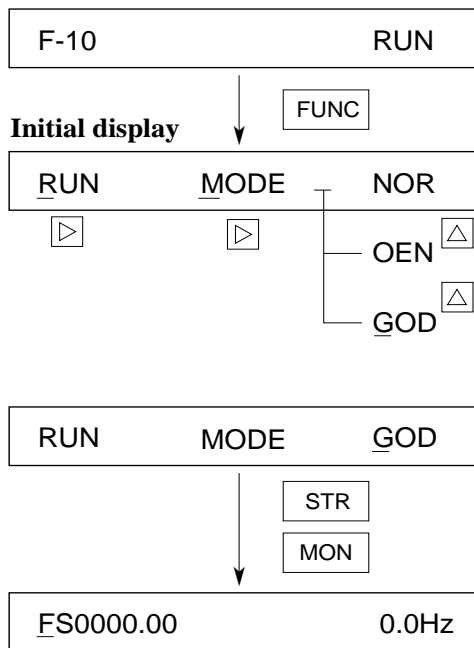 F-10 RUN
FUNC
Initial display
RUN MODE NOR
OEN
GOD
RUN MODE GOD
STR
MON
FS0000.00 0.0Hz